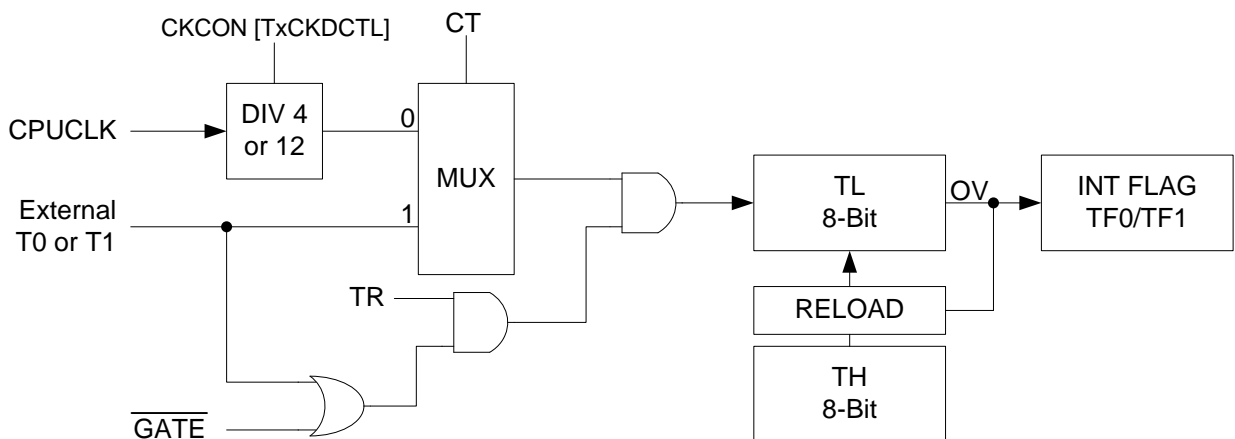 CKCON [TxCKDCTL]
CT
CPUCLK
DIV 4
or 12
0
MUX
External
T0 or T1
1
TL
8-Bit
OV
INT FLAG
TF0/TF1
TR
RELOAD
TH
8-Bit
GATE